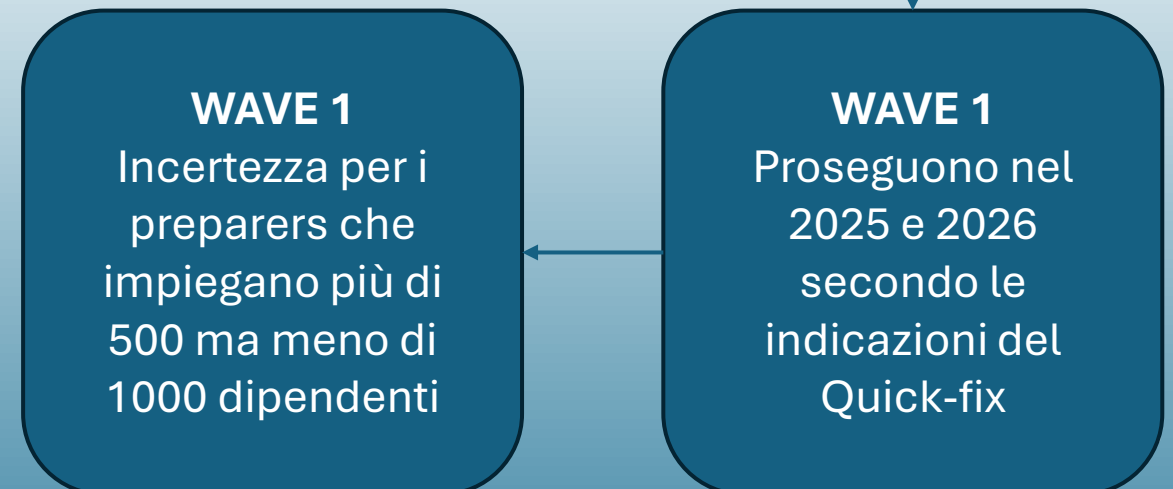 WAVE 1
Incertezza per i
preparers che
impiegano più di
500 ma meno di
1000 dipendenti
WAVE 1
Proseguono nel
2025 e 2026
secondo le
indicazioni del
Quick-fix